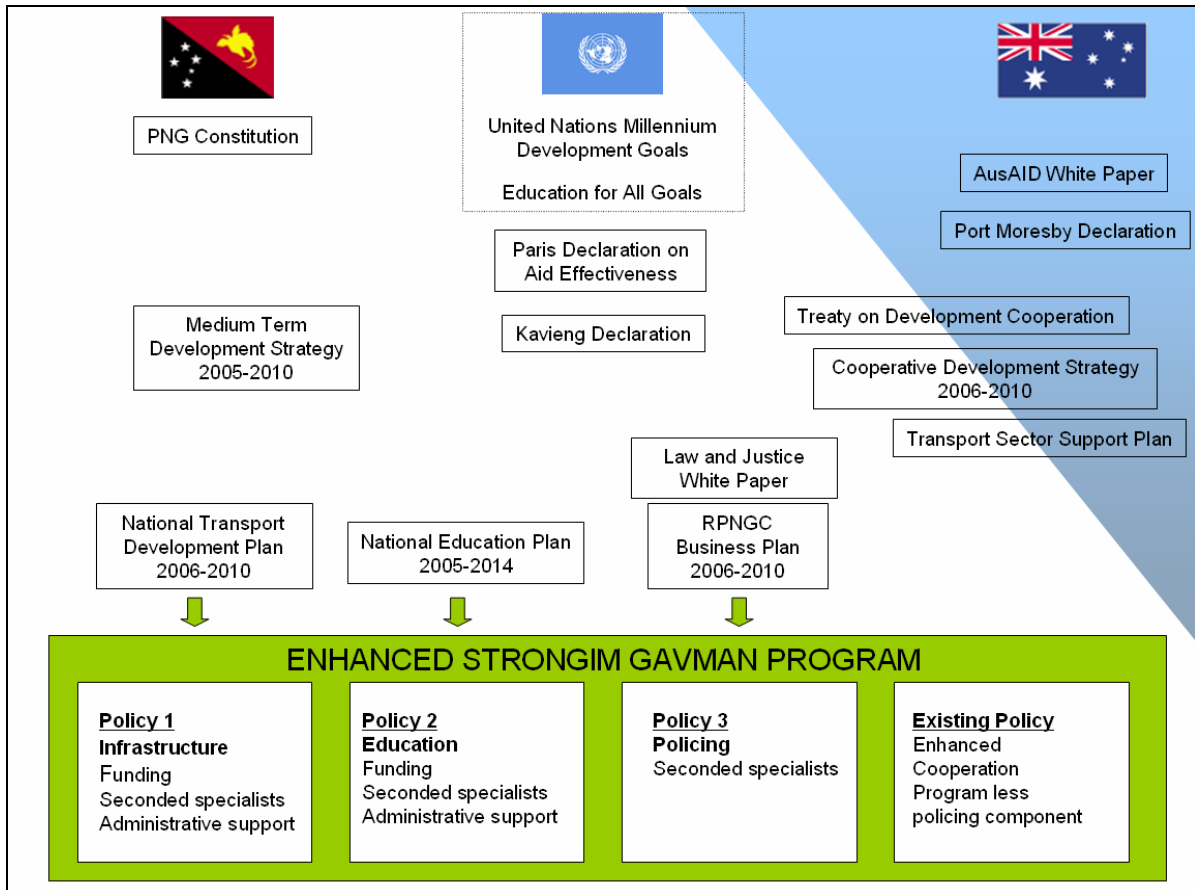 PNG Constitution
United Nations Millennium
Development Goals
Education for All Goals
AusAID White Paper
Port Moresby Declaration
Paris Declaration on
Aid Effectiveness
Kavieng Declaration
Medium Term
Development Strategy
2005-2010
Treaty on Development Cooperation
Cooperative Development Strategy
2006-2010
Transport Sector Support Plan
Law and Justice
White Paper
National Transport
Development Plan
2006-2010
National Education Plan
2005-2014
RPNGC
Business Plan
2006-2010
ENHANCED STRONGIM GAVMAN PROGRAM
Policy 1
Infrastructure
Funding
Seconded specialists
Administrative support
Policy 2
Education
Funding
Seconded specialists
Administrative support
Policy 3
Policing
Seconded specialists
Existing Policy
Enhanced
Cooperation
Program less
policing component